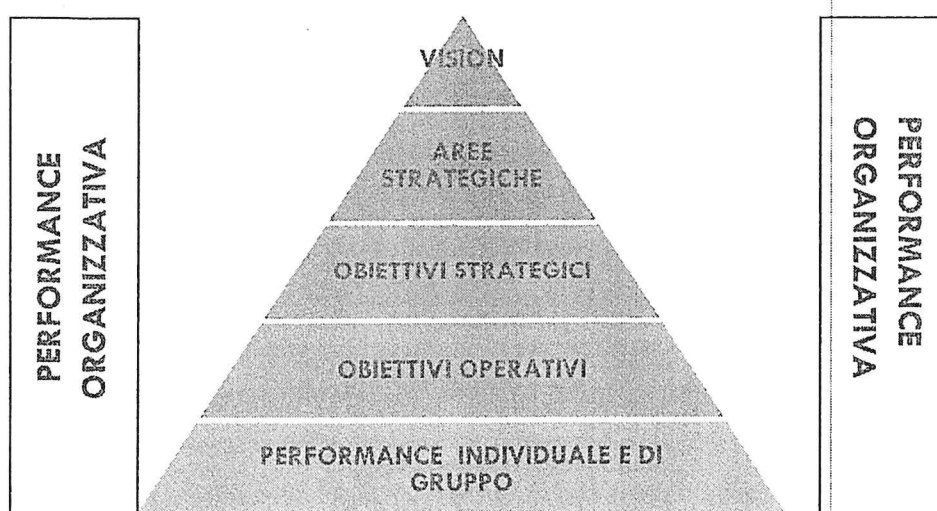 PERFORMANCE
ORGANIZZATIVA
VISION
AREE
STRATEGICHE
OBIETTIVI STRATEGICI
OBIETTIVI OPERATIVI
PERFORMANCE INDIVIDUALE E DI
GRUPPO
PERFORMANCE
ORGANIZZATIVA